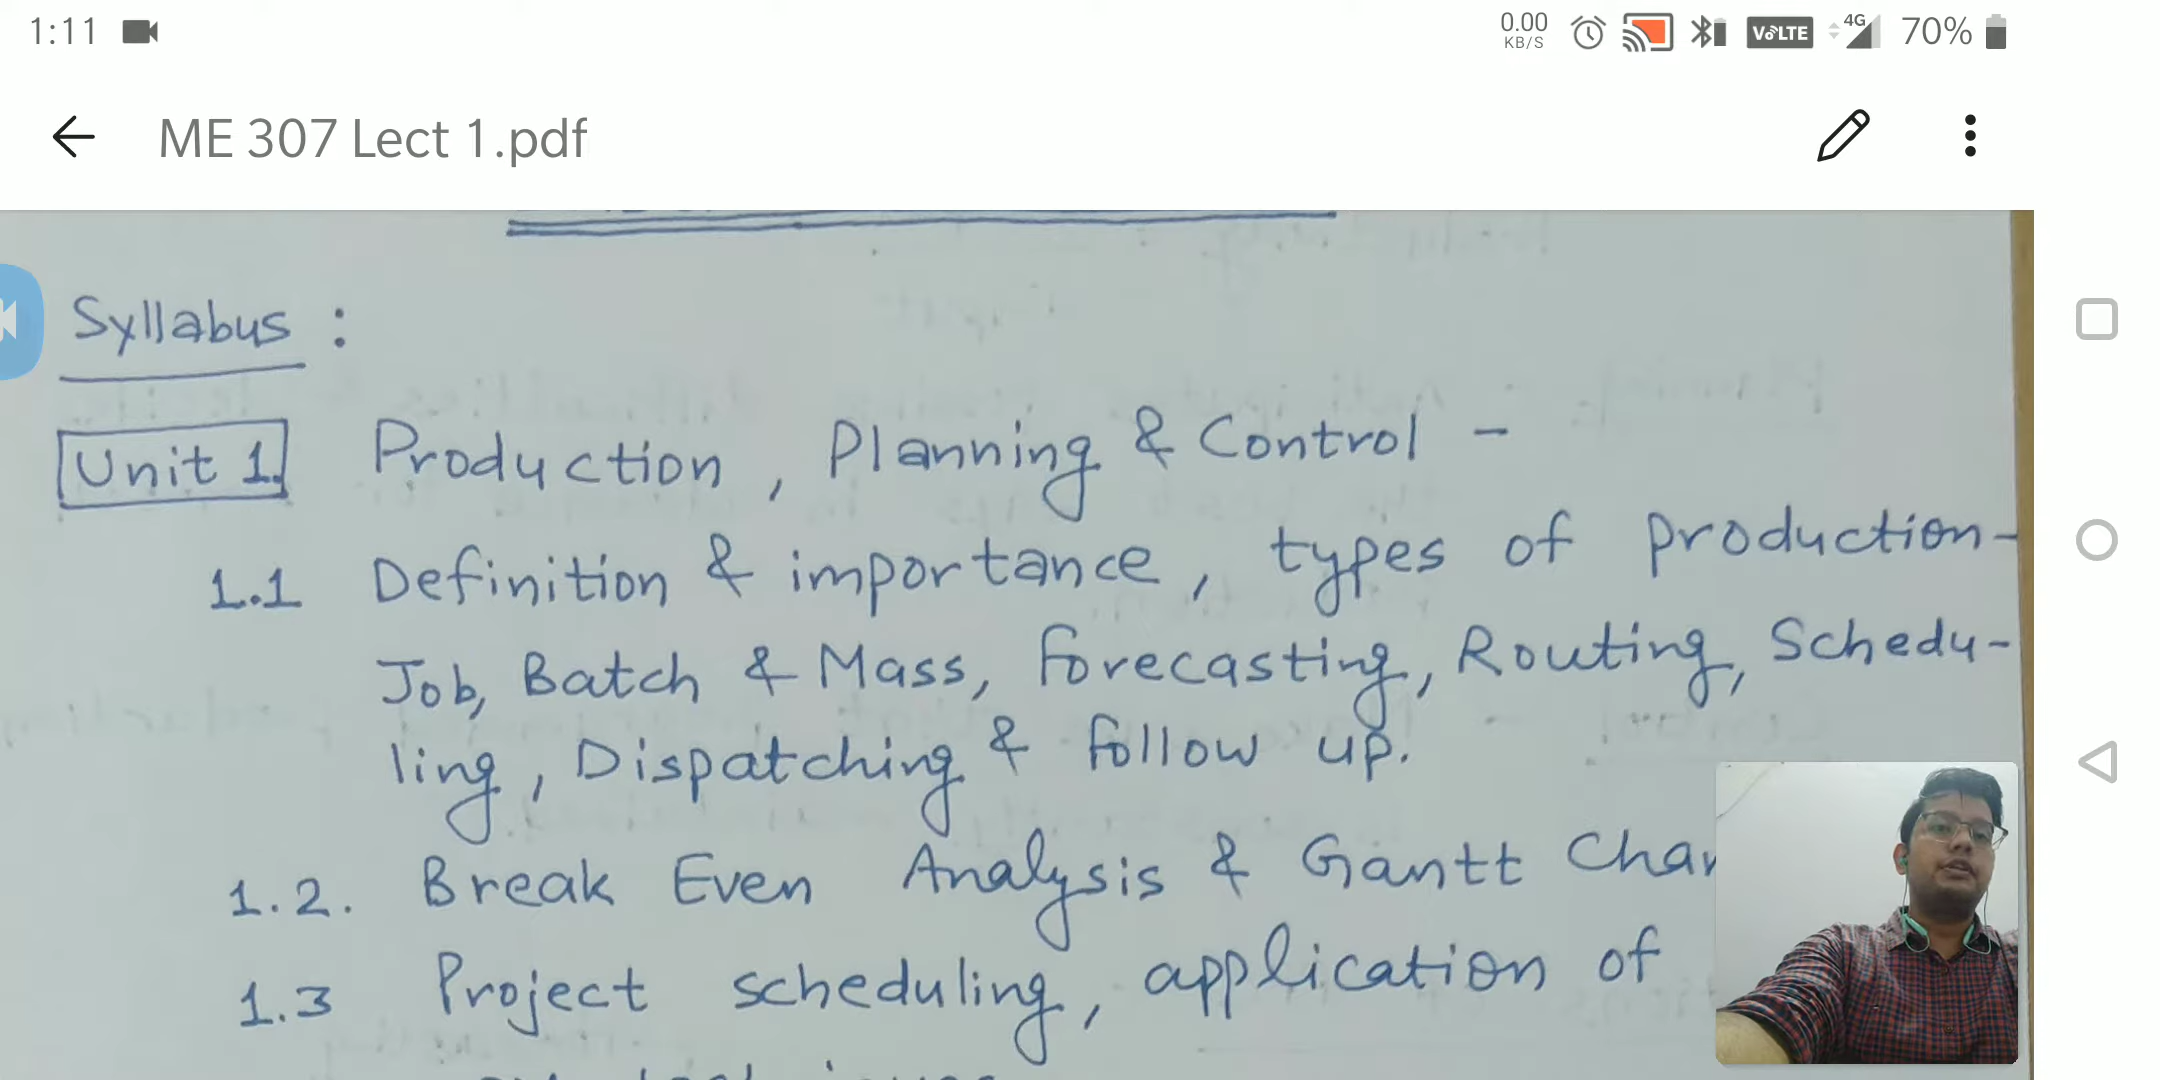 1:11 0.00 KB/S VoLTE 4G 70%
ME 307 Lect 1.pdf
Syllabus :
Unit 1. Production, Planning & Control -
1.1 Definition & importance, types of production-
Job, Batch & Mass, Forecasting, Routing, Schedu-
ling, Dispatching & follow up.
1.2. Break Even Analysis & Gantt
1.3 Project scheduling, application of